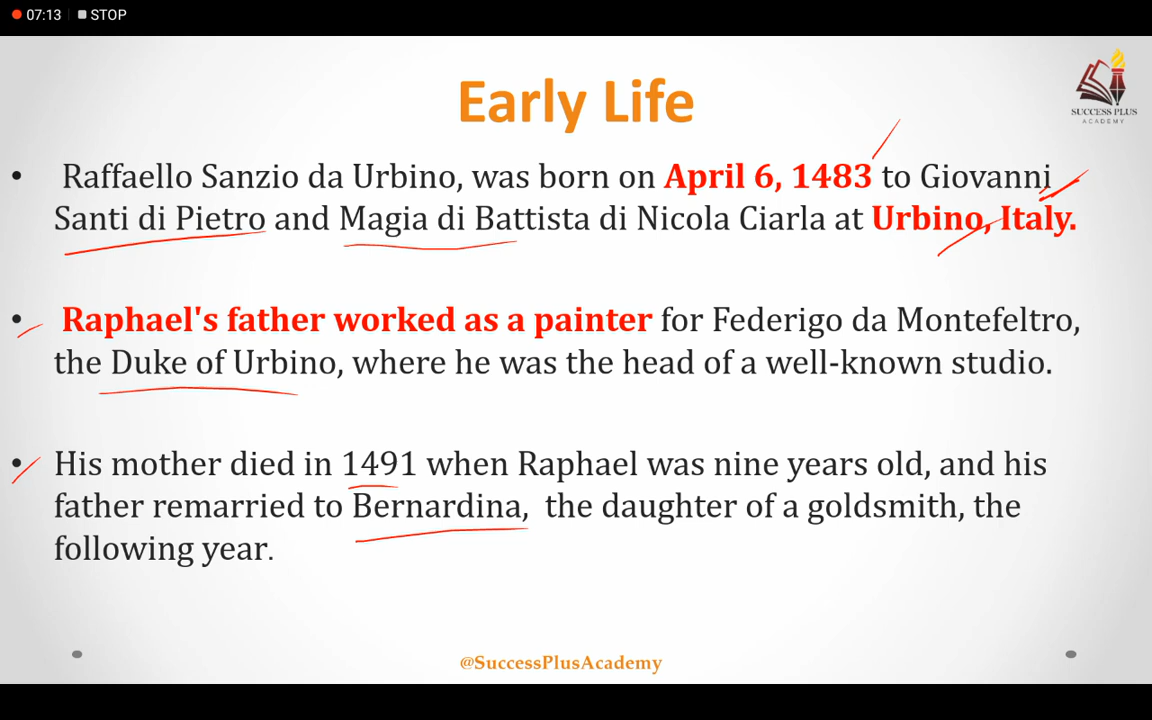 07:13 STOP
SUCCESS PLUS
ACADEMY
Early Life
• Raffaello Sanzio da Urbino, was born on April 6, 1483 to Giovanni
Santi di Pietro and Magia di Battista di Nicola Ciarla at Urbino, Italy.
• Raphael's father worked as a painter for Federigo da Montefeltro,
the Duke of Urbino, where he was the head of a well-known studio.
• His mother died in 1491 when Raphael was nine years old, and his
father remarried to Bernardina, the daughter of a goldsmith, the
following year.
@SuccessPlusAcademy